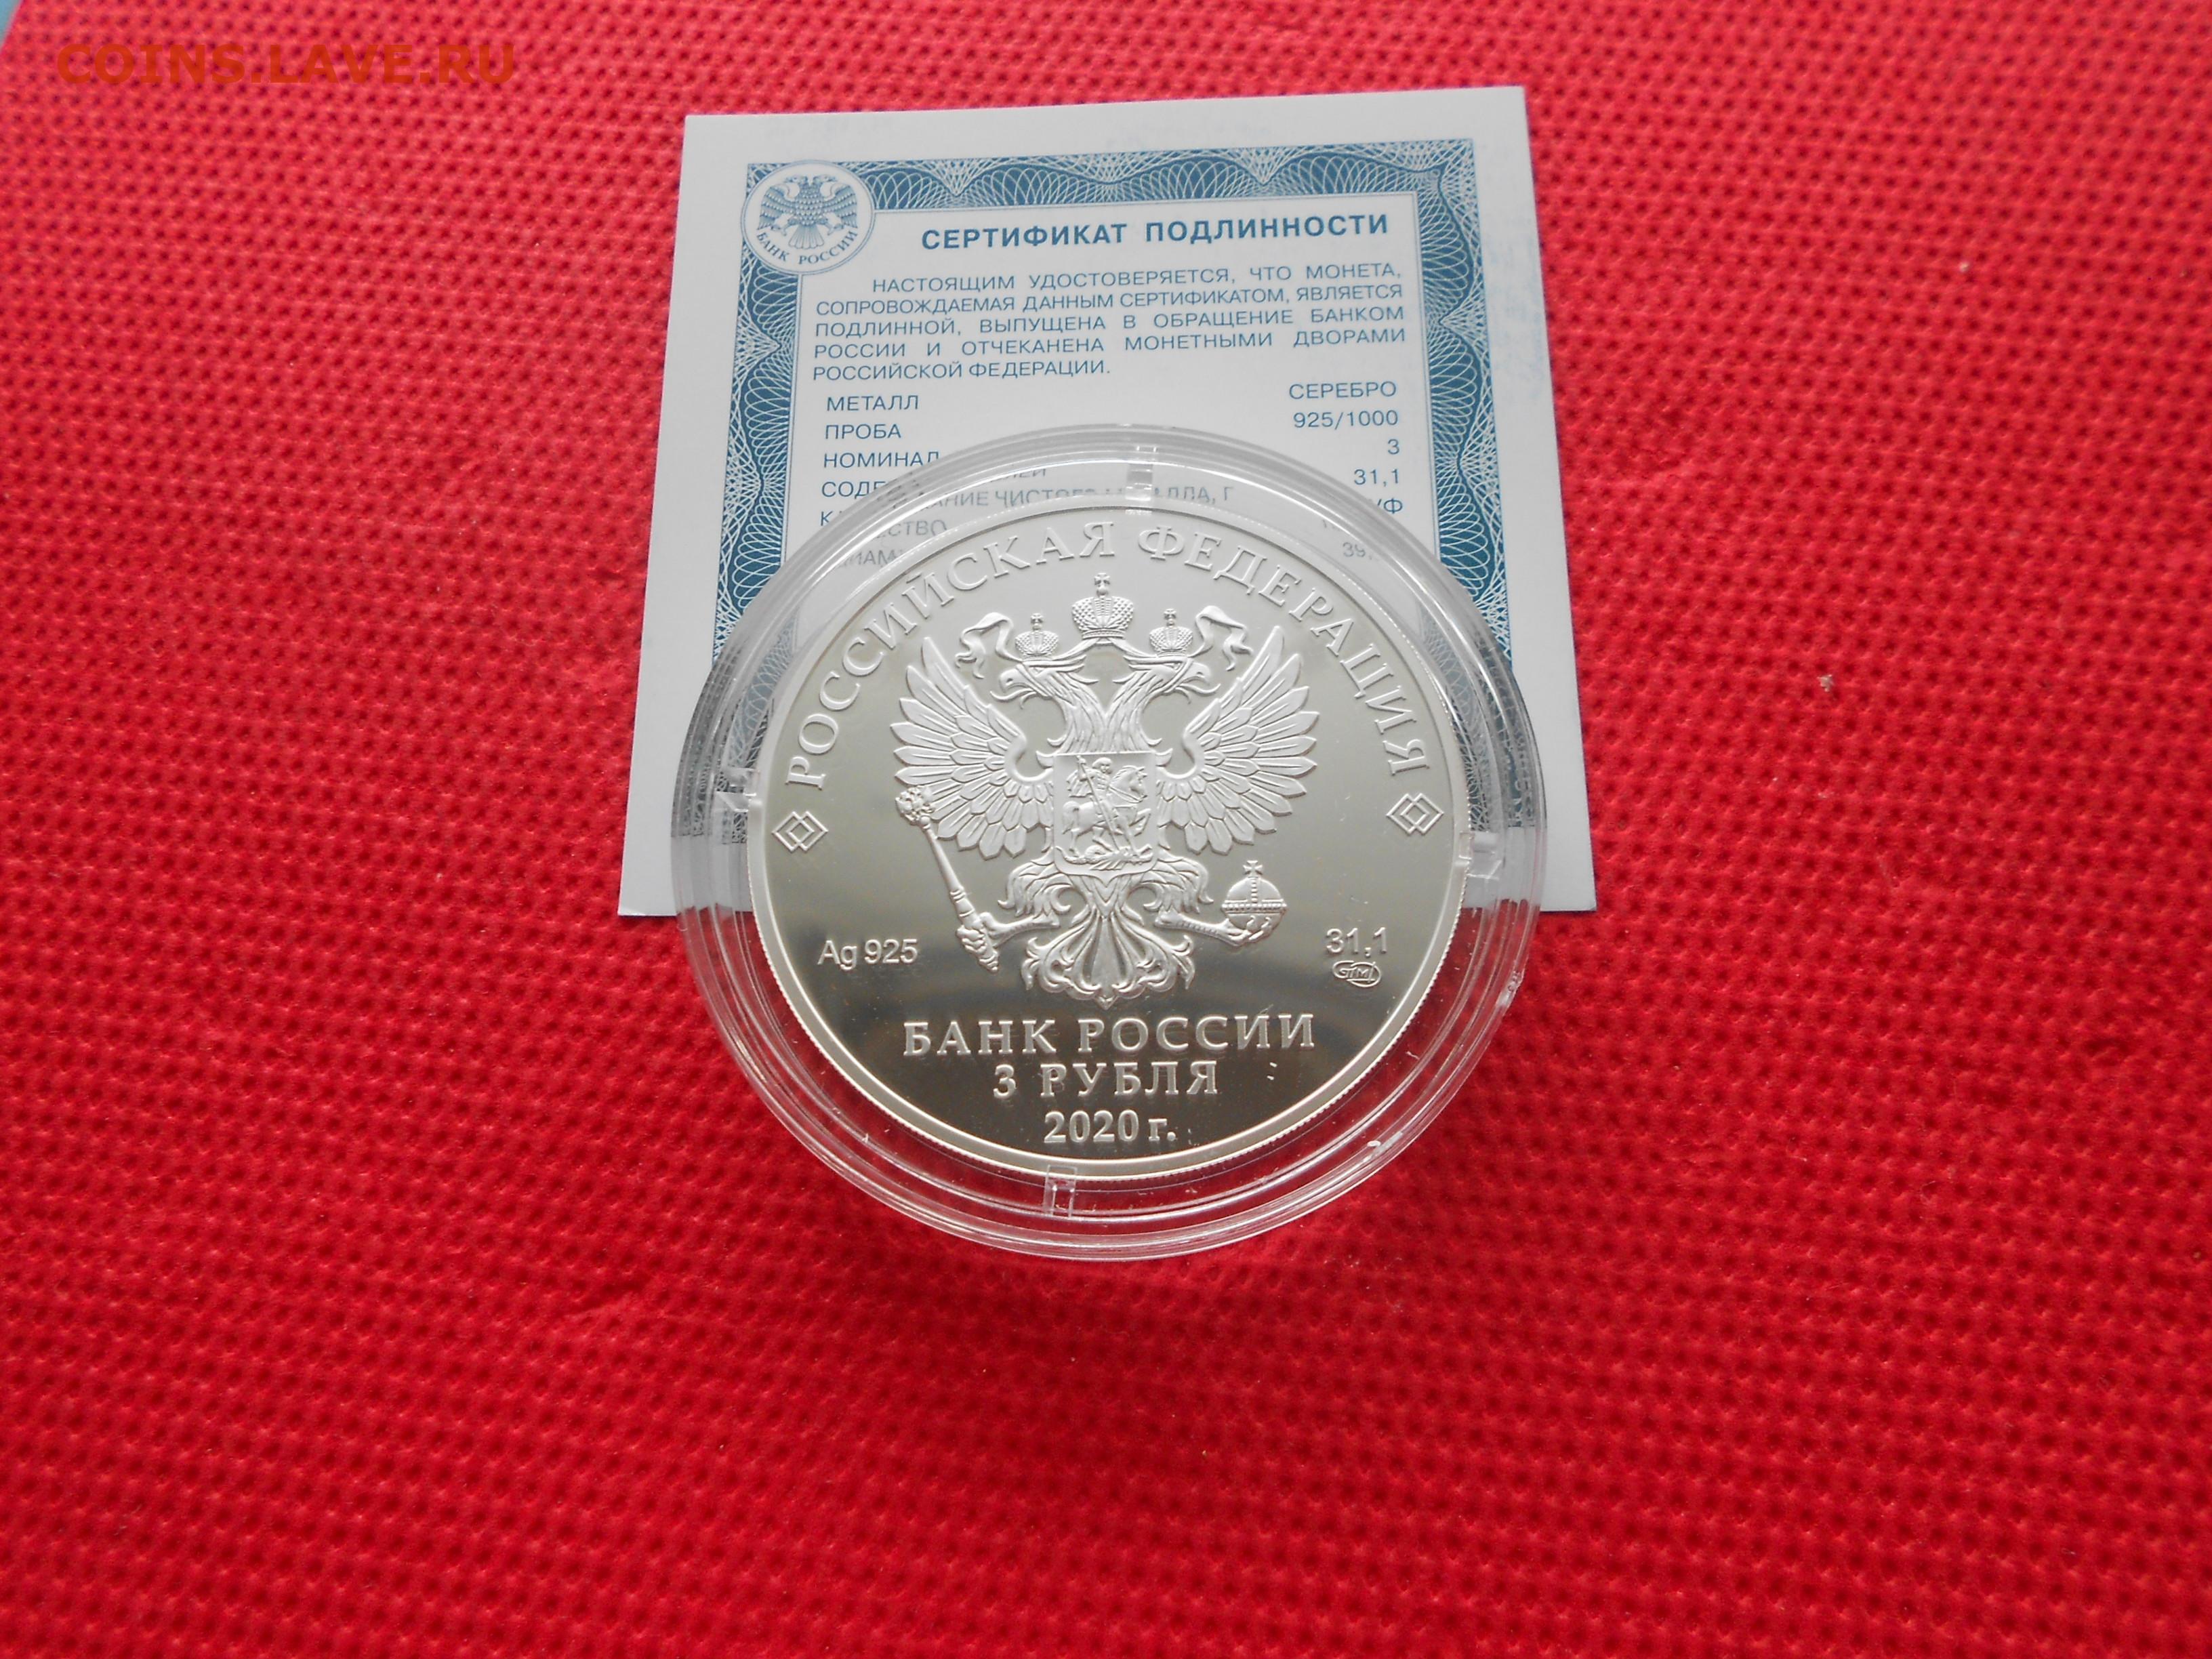 COINS.LAVE.RU
БАНК РОССИИ
СЕРТИФИКАТ ПОДЛИННОСТИ
НАСТОЯЩИМ УДОСТОВЕРЯЕТСЯ, ЧТО МОНЕТА,
СОПРОВОЖДАЕМАЯ ДАННЫМ СЕРТИФИКАТОМ, ЯВЛЯЕТСЯ
ПОДЛИННОЙ, ВЫПУЩЕНА В ОБРАЩЕНИЕ БАНКОМ
РОССИИ И ОТЧЕКАНЕНА МОНЕТНЫМИ ДВОРАМИ
РОССИЙСКОЙ ФЕДЕРАЦИИ.
МЕТАЛЛ СЕРЕБРО
ПРОБА 925/1000
НОМИНАЛ 3
ЧИСТОГО 31,1
РОССИЙСКАЯ ФЕДЕРАЦИЯ
Ag 925
31,1
БАНК РОССИИ
3 РУБЛЯ
2020 г.